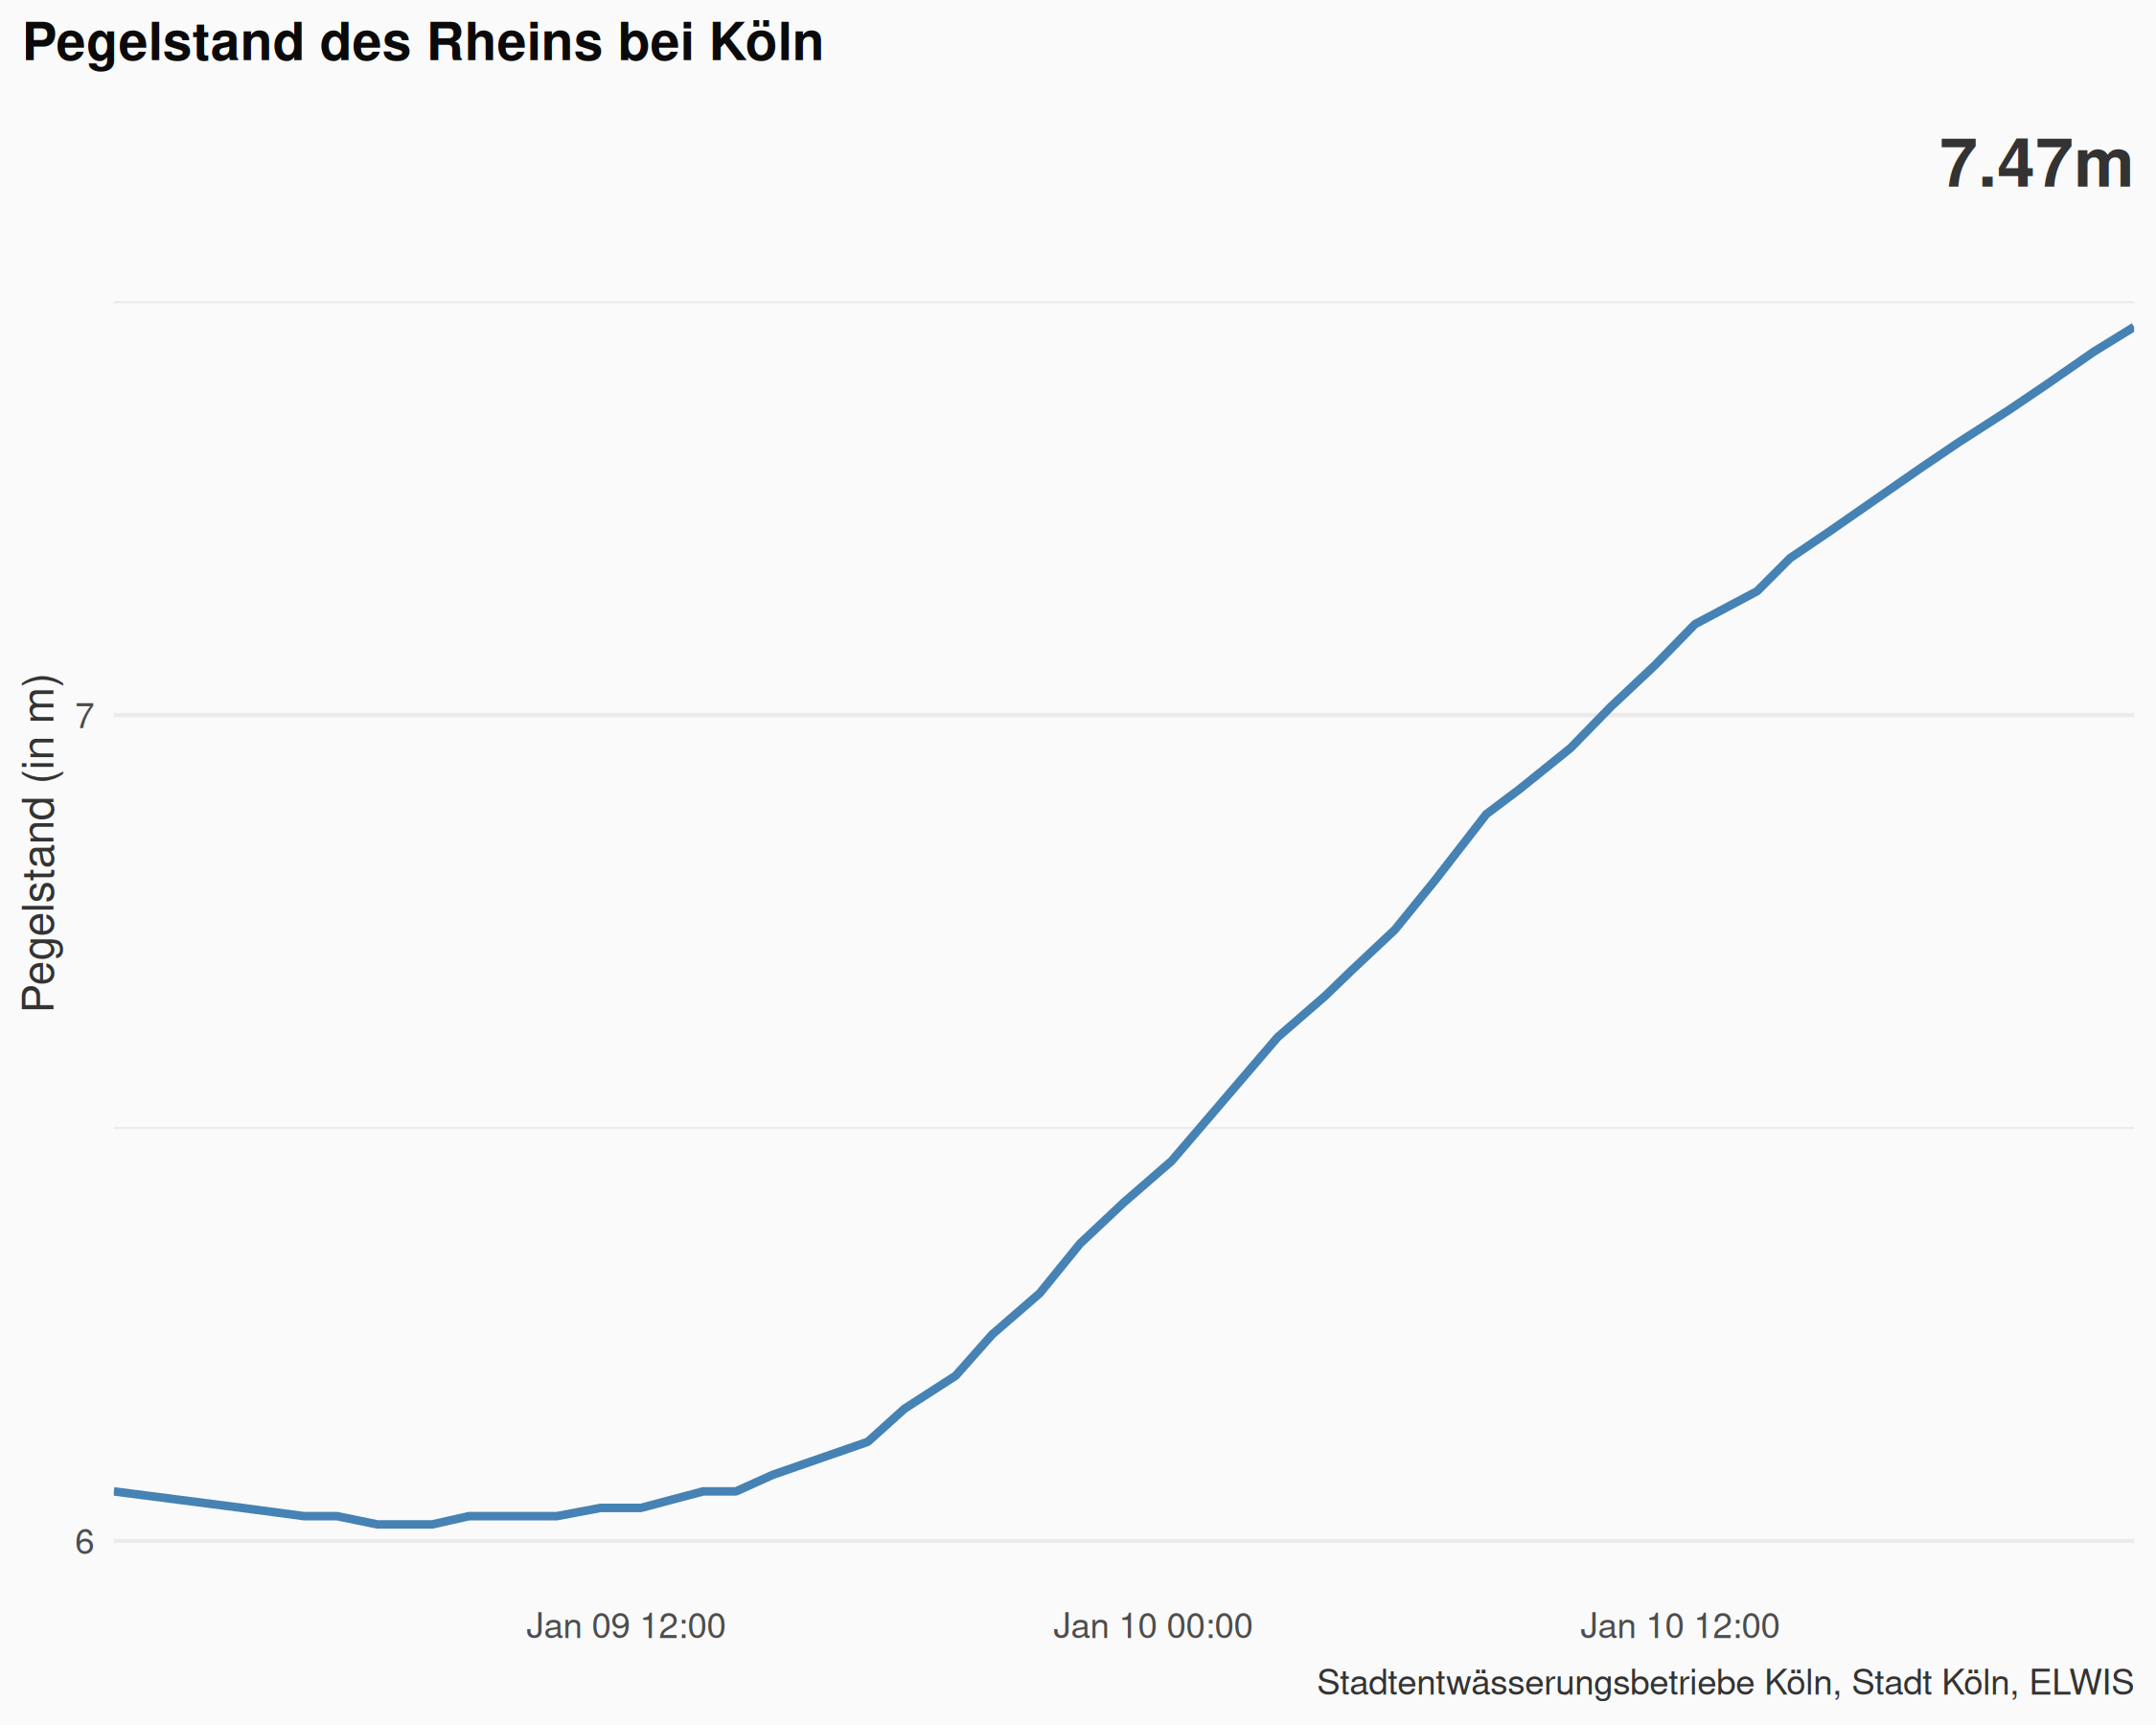 Pegelstand des Rheins bei Köln
7.47m
Pegelstand (in m)
7
6
Jan 09 12:00
Jan 10 00:00
Jan 10 12:00
Stadtentwässerungsbetriebe Köln, Stadt Köln, ELWIS